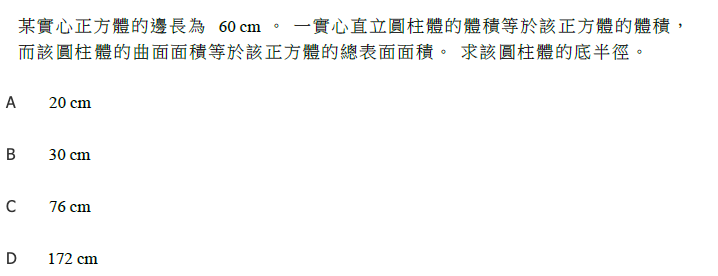 某實心正方體的邊長為 60 cm 。 一實心直立圓柱體的體積等於該正方體的體積，
而該圓柱體的曲面面積等於該正方體的總表面面積。 求該圓柱體的底半徑。
A 20 cm
B 30 cm
C 76 cm
D 172 cm